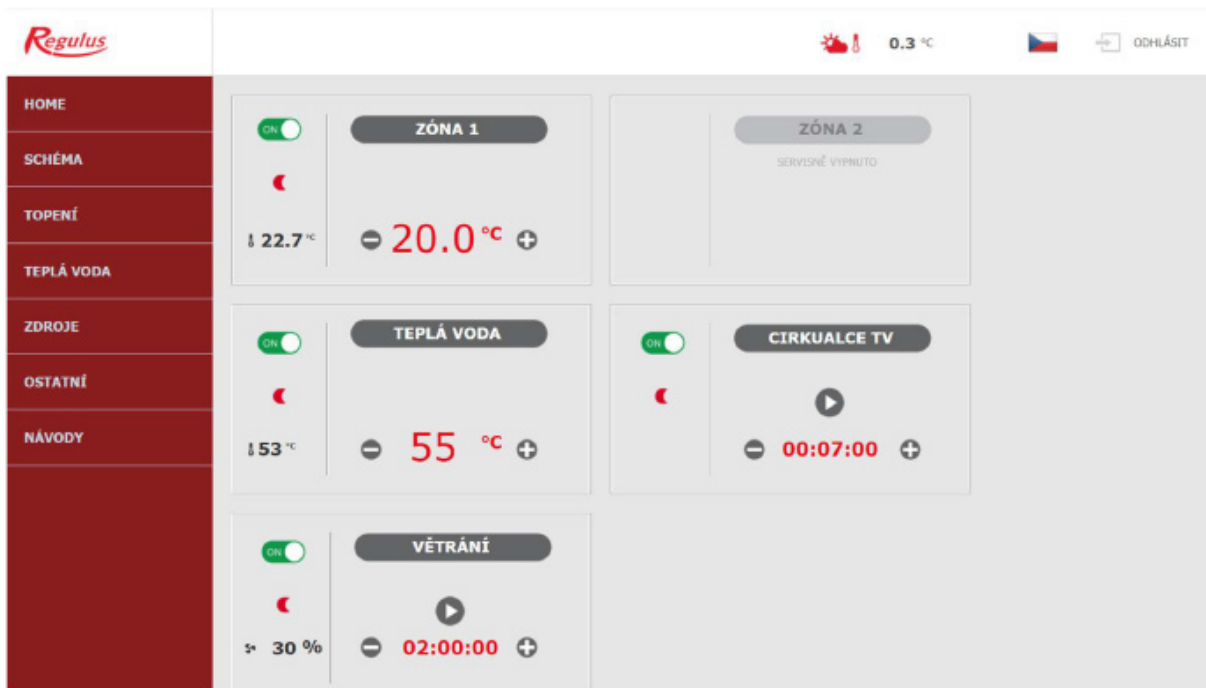 Regulus
0.3 °C
ODHLÁSIT
HOME
SCHÉMA
TOPENÍ
TEPLÁ VODA
ZDROJE
OSTATNÍ
NÁVODY
ON
ZÓNA 1
22.7 °C
20.0 °C
ZÓNA 2
SERVISNĚ VYPNUTO
ON
TEPLÁ VODA
53 °C
55 °C
ON
CIRKUALCE TV
00:07:00
ON
VĚTRÁNÍ
30 %
02:00:00